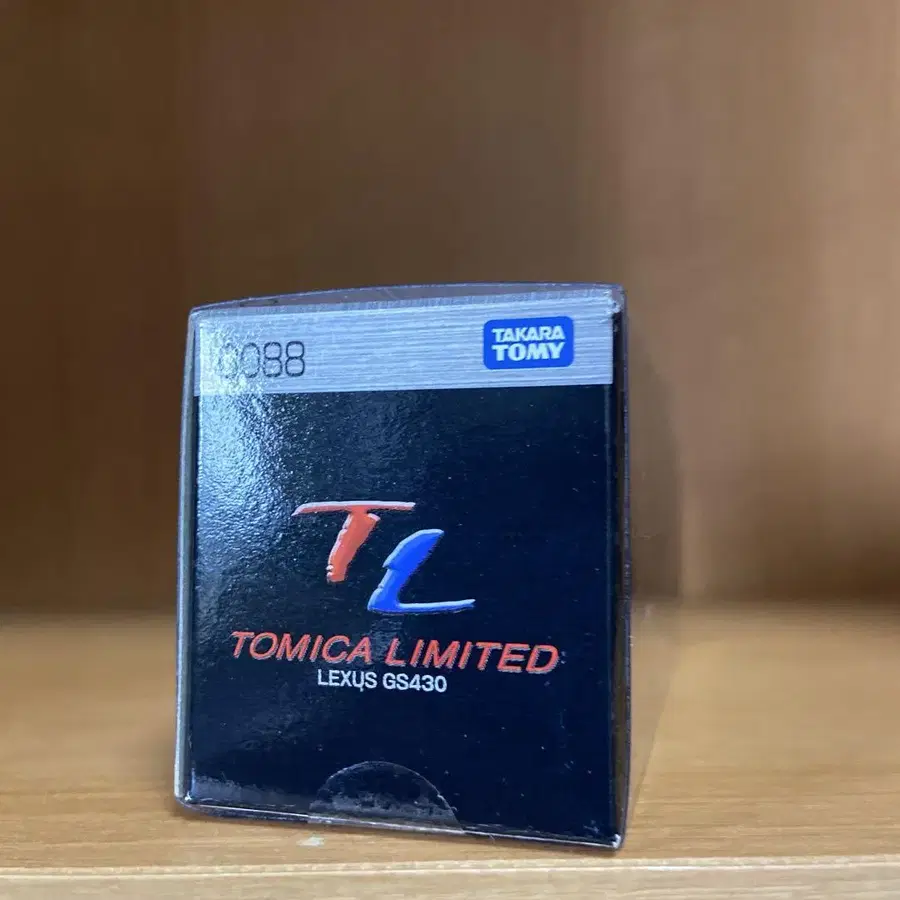 0088
TAKARA
TOMY
TL
TOMICA LIMITED
LEXUS GS430